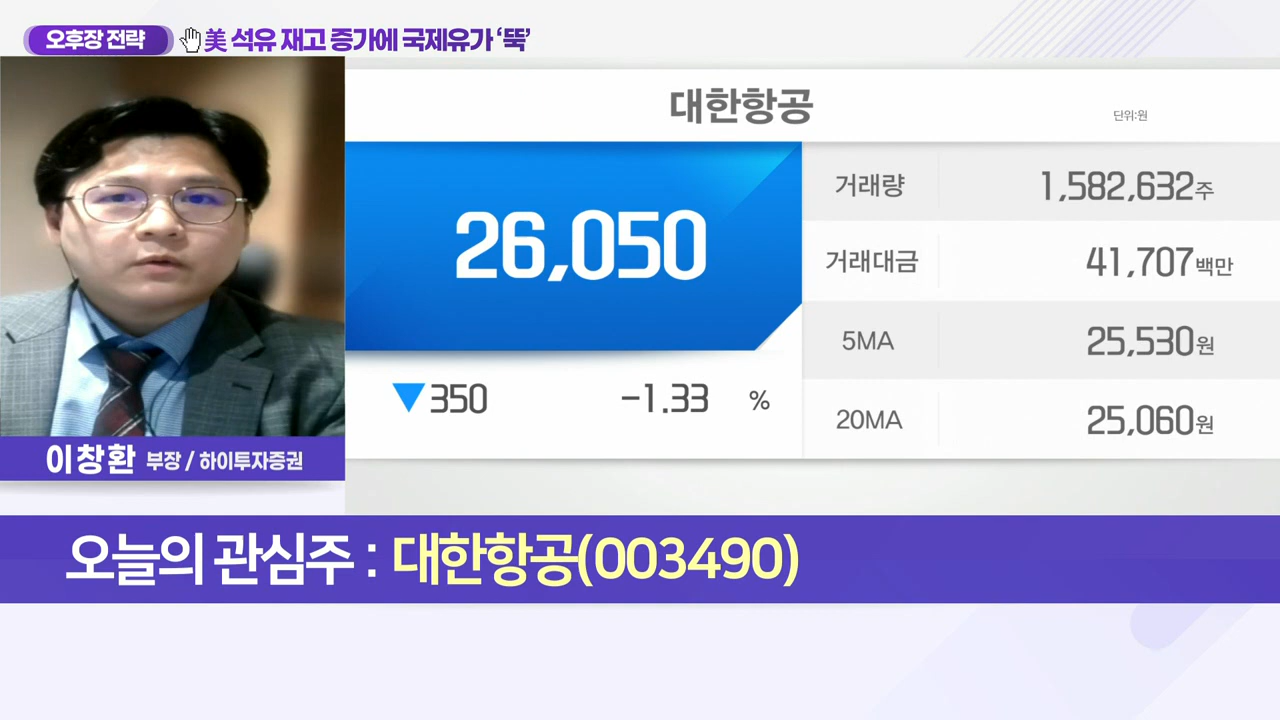 오후장 전략
美 석유 재고 증가에 국제유가 ‘뚝’
대한항공
단위:원
26,050
▼350 -1.33 %
거래량 1,582,632주
거래대금 41,707백만
5MA 25,530원
20MA 25,060원
이창환 부장 / 하이투자증권
오늘의 관심주 : 대한항공(003490)